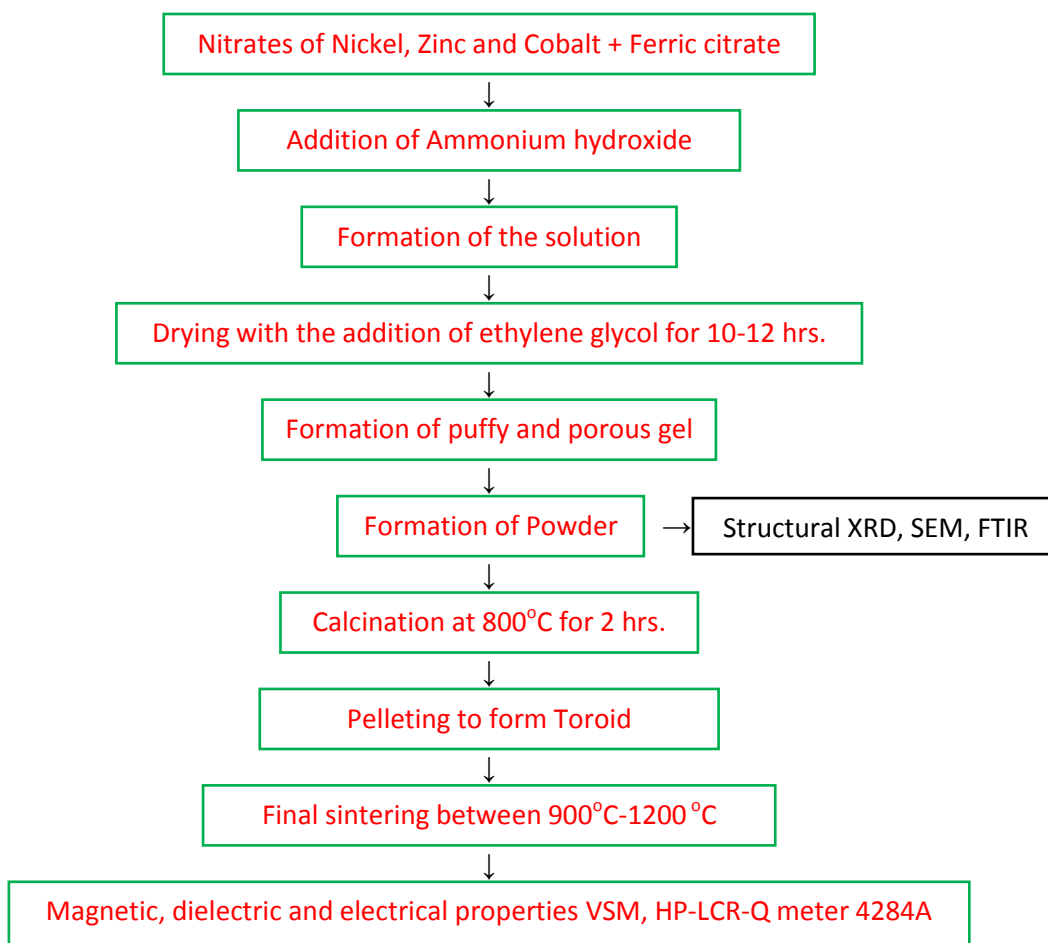 Nitrates of Nickel, Zinc and Cobalt + Ferric citrate
↓
Addition of Ammonium hydroxide
↓
Formation of the solution
↓
Drying with the addition of ethylene glycol for 10-12 hrs.
↓
Formation of puffy and porous gel
↓
Formation of Powder → Structural XRD, SEM, FTIR
↓
Calcination at 800°C for 2 hrs.
↓
Pelleting to form Toroid
↓
Final sintering between 900°C-1200 °C
↓
Magnetic, dielectric and electrical properties VSM, HP-LCR-Q meter 4284A